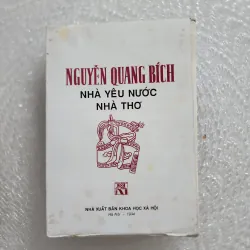 NGUYỄN QUANG BÍCH
NHÀ YÊU NƯỚC
NHÀ THƠ
NHÀ XUẤT BẢN KHOA HỌC XÃ HỘI